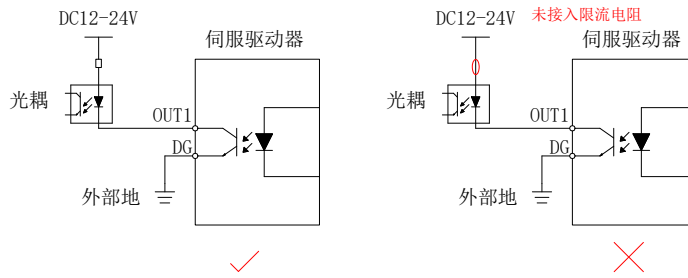 DC12-24V
伺服驱动器
光耦
OUT1
DG
外部地
DC12-24V 未接入限流电阻
伺服驱动器
光耦
OUT1
DG
外部地